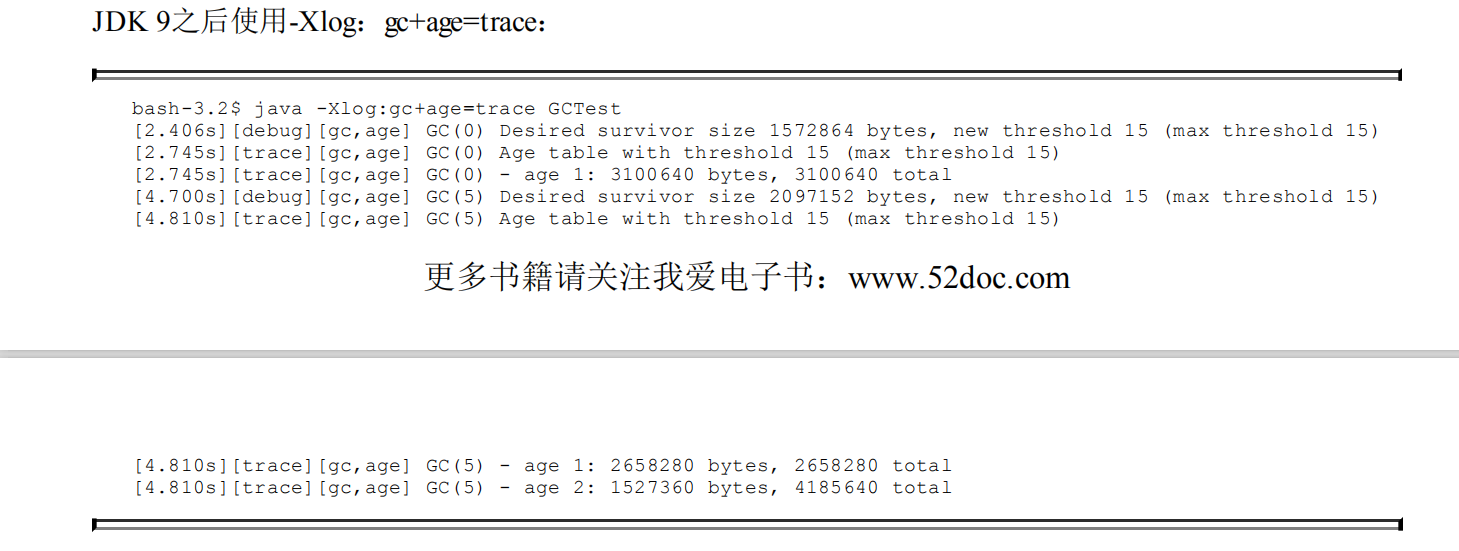 JDK 9之后使用-Xlog：gc+age=trace：
bash-3.2$ java -Xlog:gc+age=trace GCTest
[2.406s][debug][gc,age] GC(0) Desired survivor size 1572864 bytes, new threshold 15 (max threshold 15)
[2.745s][trace][gc,age] GC(0) Age table with threshold 15 (max threshold 15)
[2.745s][trace][gc,age] GC(0) - age 1: 3100640 bytes, 3100640 total
[4.700s][debug][gc,age] GC(5) Desired survivor size 2097152 bytes, new threshold 15 (max threshold 15)
[4.810s][trace][gc,age] GC(5) Age table with threshold 15 (max threshold 15)
更多书籍请关注我爱电子书：www.52doc.com
[4.810s][trace][gc,age] GC(5) - age 1: 2658280 bytes, 2658280 total
[4.810s][trace][gc,age] GC(5) - age 2: 1527360 bytes, 4185640 total